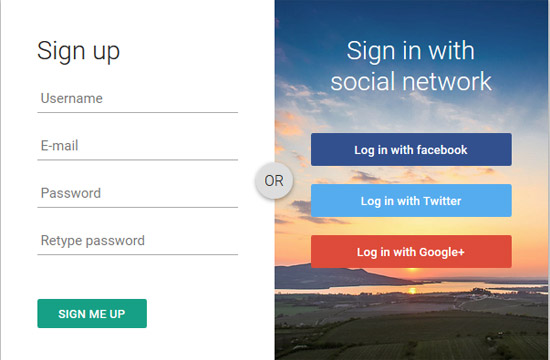 Sign up
Username
E-mail
Password
Retype password
SIGN ME UP
OR
Sign in with
social network
Log in with facebook
Log in with Twitter
Log in with Google+